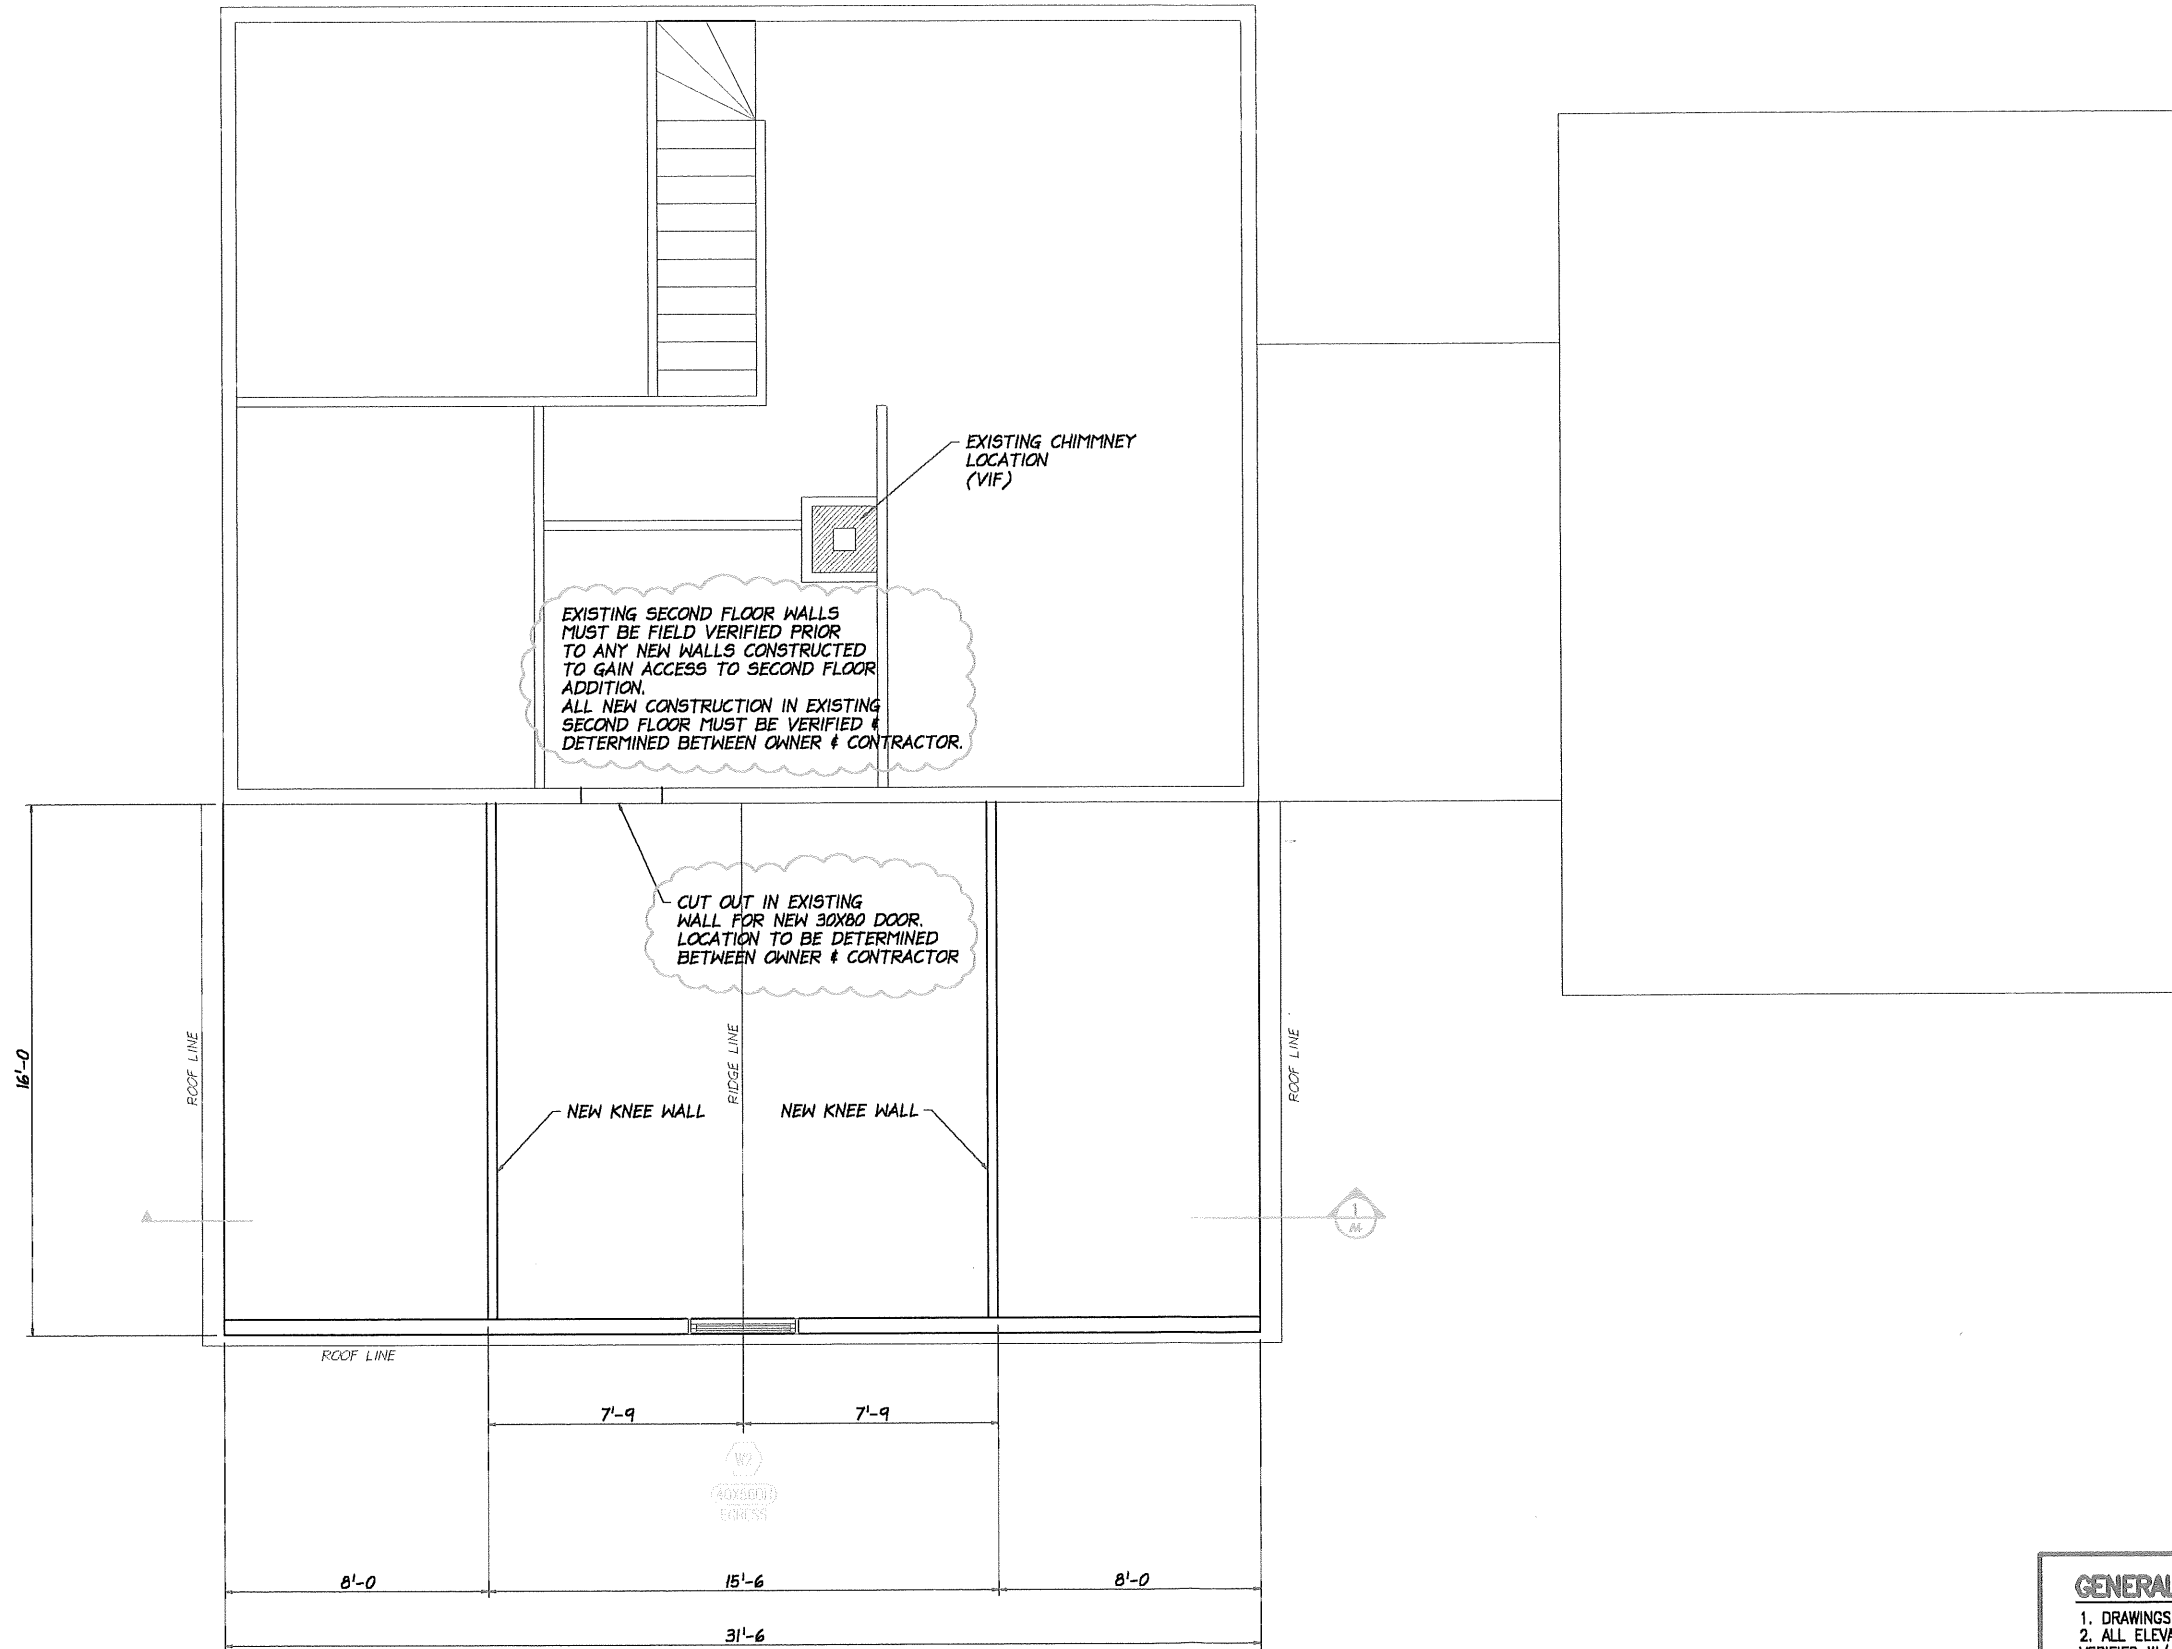 EXISTING CHIMMNEY
LOCATION
(VIF)
EXISTING SECOND FLOOR WALLS
MUST BE FIELD VERIFIED PRIOR
TO ANY NEW WALLS CONSTRUCTED
TO GAIN ACCESS TO SECOND FLOOR
ADDITION.
ALL NEW CONSTRUCTION IN EXISTING
SECOND FLOOR MUST BE VERIFIED &
DETERMINED BETWEEN OWNER & CONTRACTOR.
CUT OUT IN EXISTING
WALL FOR NEW 30X80 DOOR.
LOCATION TO BE DETERMINED
BETWEEN OWNER & CONTRACTOR
16'-0
ROOF LINE
RIDGE LINE
ROOF LINE
NEW KNEE WALL
NEW KNEE WALL
1
ROOF LINE
7'-9
7'-9
W2
EGRESS
8'-0
15'-6
8'-0
31'-6
GENERAL
1. DRAWINGS
2. ALL ELEV